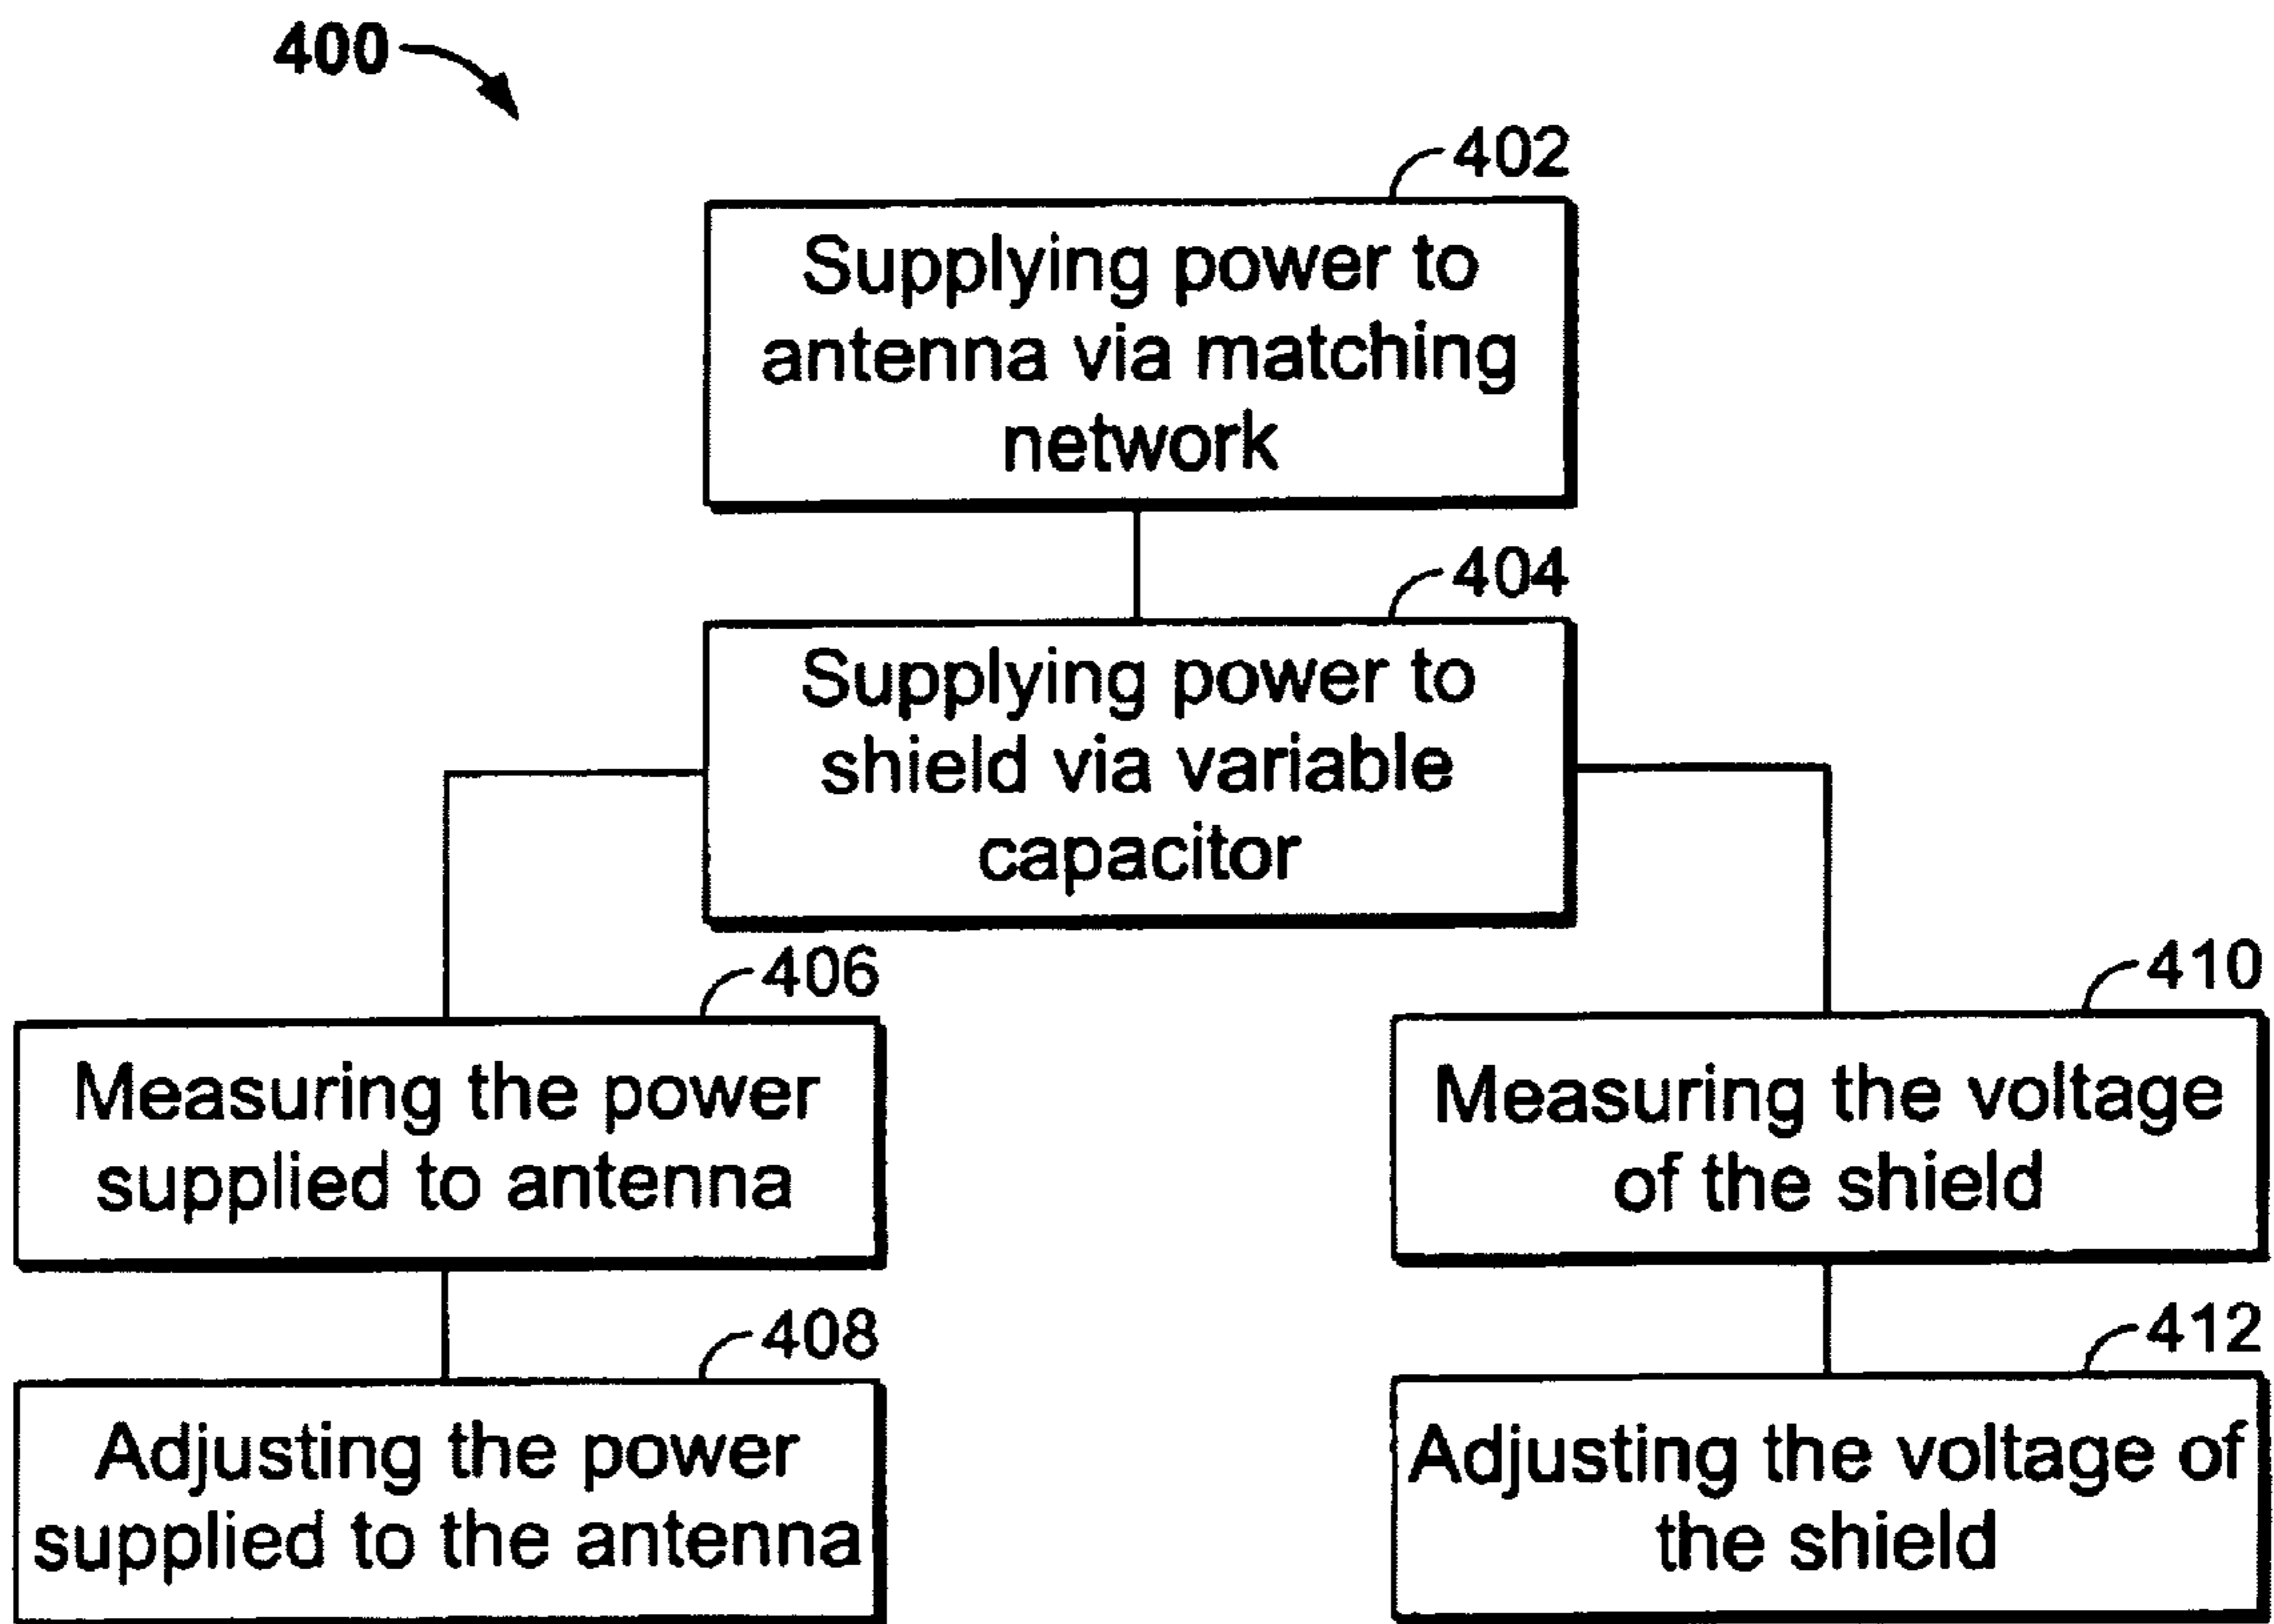 400
402
Supplying power to
antenna via matching
network
404
Supplying power to
shield via variable
capacitor
406
Measuring the power
supplied to antenna
410
Measuring the voltage
of the shield
408
Adjusting the power
supplied to the antenna
412
Adjusting the voltage of
the shield